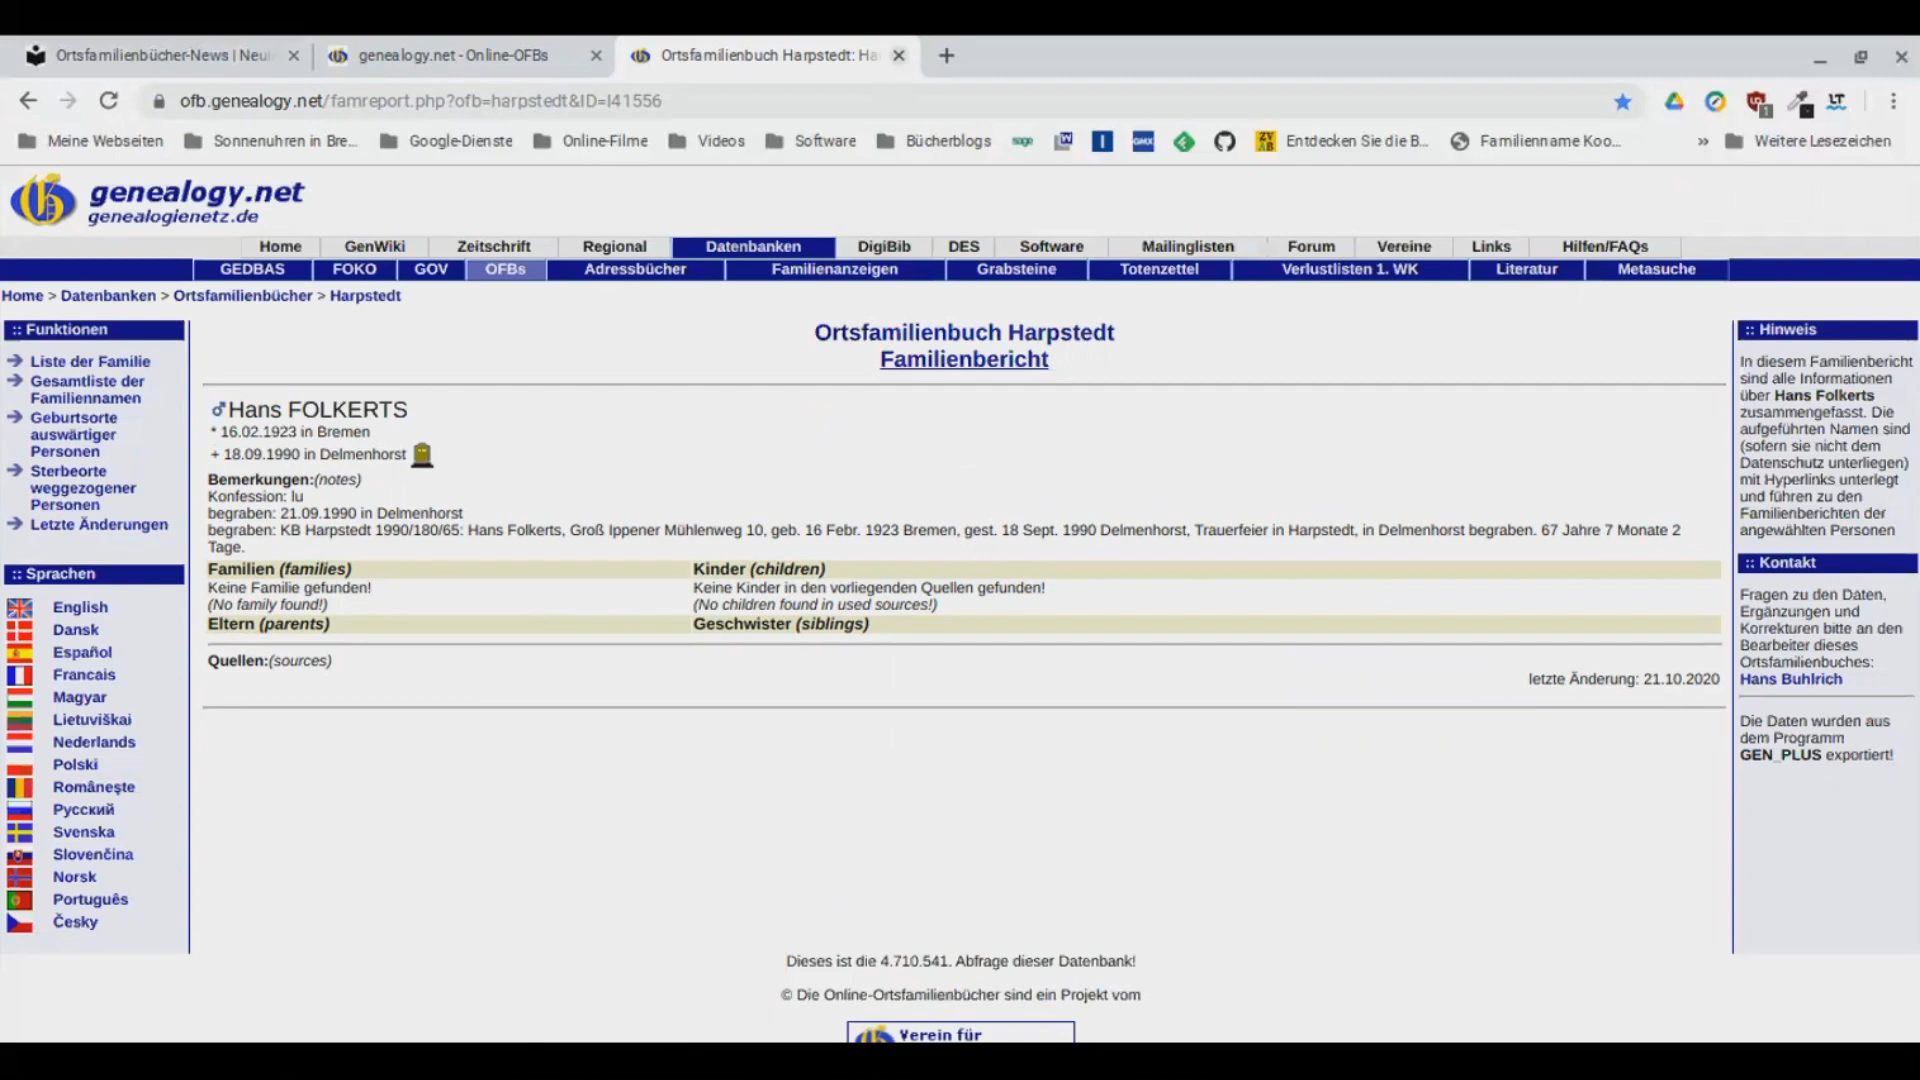 Ortsfamilienbücher-News | Neui
genealogy.net - Online-OFBs
Ortsfamilienbuch Harpstedt: Ha
ofb.genealogy.net/famreport.php?ofb=harpstedt&ID=I41556
Meine Webseiten
Sonnenuhren in Bre...
Google-Dienste
Online-Filme
Videos
Software
Bücherblogs
sage
GMX
ZV AB
Entdecken Sie die B...
Familienname Koo...
»
Weitere Lesezeichen
genealogy.net
genealogienetz.de
Home GenWiki Zeitschrift Regional Datenbanken DigiBib DES Software Mailinglisten Forum Vereine Links Hilfen/FAQs
GEDBAS FOKO GOV OFBs Adressbücher Familienanzeigen Grabsteine Totenzettel Verlustlisten 1. WK Literatur Metasuche
Home > Datenbanken > Ortsfamilienbücher > Harpstedt
:: Funktionen
Liste der Familie
Gesamtliste der
Familiennamen
Geburtsorte
auswärtiger
Personen
Sterbeorte
weggezogener
Personen
Letzte Änderungen
:: Sprachen
English
Dansk
Español
Francais
Magyar
Lietuviškai
Nederlands
Polski
Româneşte
Русский
Svenska
Slovenčina
Norsk
Português
Česky
Ortsfamilienbuch Harpstedt
Familienbericht
♂Hans FOLKERTS
* 16.02.1923 in Bremen
+ 18.09.1990 in Delmenhorst
Bemerkungen:(notes)
Konfession: lu
begraben: 21.09.1990 in Delmenhorst
begraben: KB Harpstedt 1990/180/65: Hans Folkerts, Groß Ippener Mühlenweg 10, geb. 16 Febr. 1923 Bremen, gest. 18 Sept. 1990 Delmenhorst, Trauerfeier in Harpstedt, in Delmenhorst begraben. 67 Jahre 7 Monate 2
Tage.
Familien (families)
Kinder (children)
Keine Familie gefunden!
Keine Kinder in den vorliegenden Quellen gefunden!
(No family found!)
(No children found in used sources!)
Eltern (parents)
Geschwister (siblings)
Quellen:(sources)
letzte Änderung: 21.10.2020
:: Hinweis
In diesem Familienbericht
sind alle Informationen
über Hans Folkerts
zusammengefasst. Die
aufgeführten Namen sind
(sofern sie nicht dem
Datenschutz unterliegen)
mit Hyperlinks unterlegt
und führen zu den
Familienberichten der
angewählten Personen
:: Kontakt
Fragen zu den Daten,
Ergänzungen und
Korrekturen bitte an den
Bearbeiter dieses
Ortsfamilienbuches:
Hans Buhlrich
Die Daten wurden aus
dem Programm
GEN_PLUS exportiert!
Dieses ist die 4.710.541. Abfrage dieser Datenbank!
© Die Online-Ortsfamilienbücher sind ein Projekt vom
Verein für